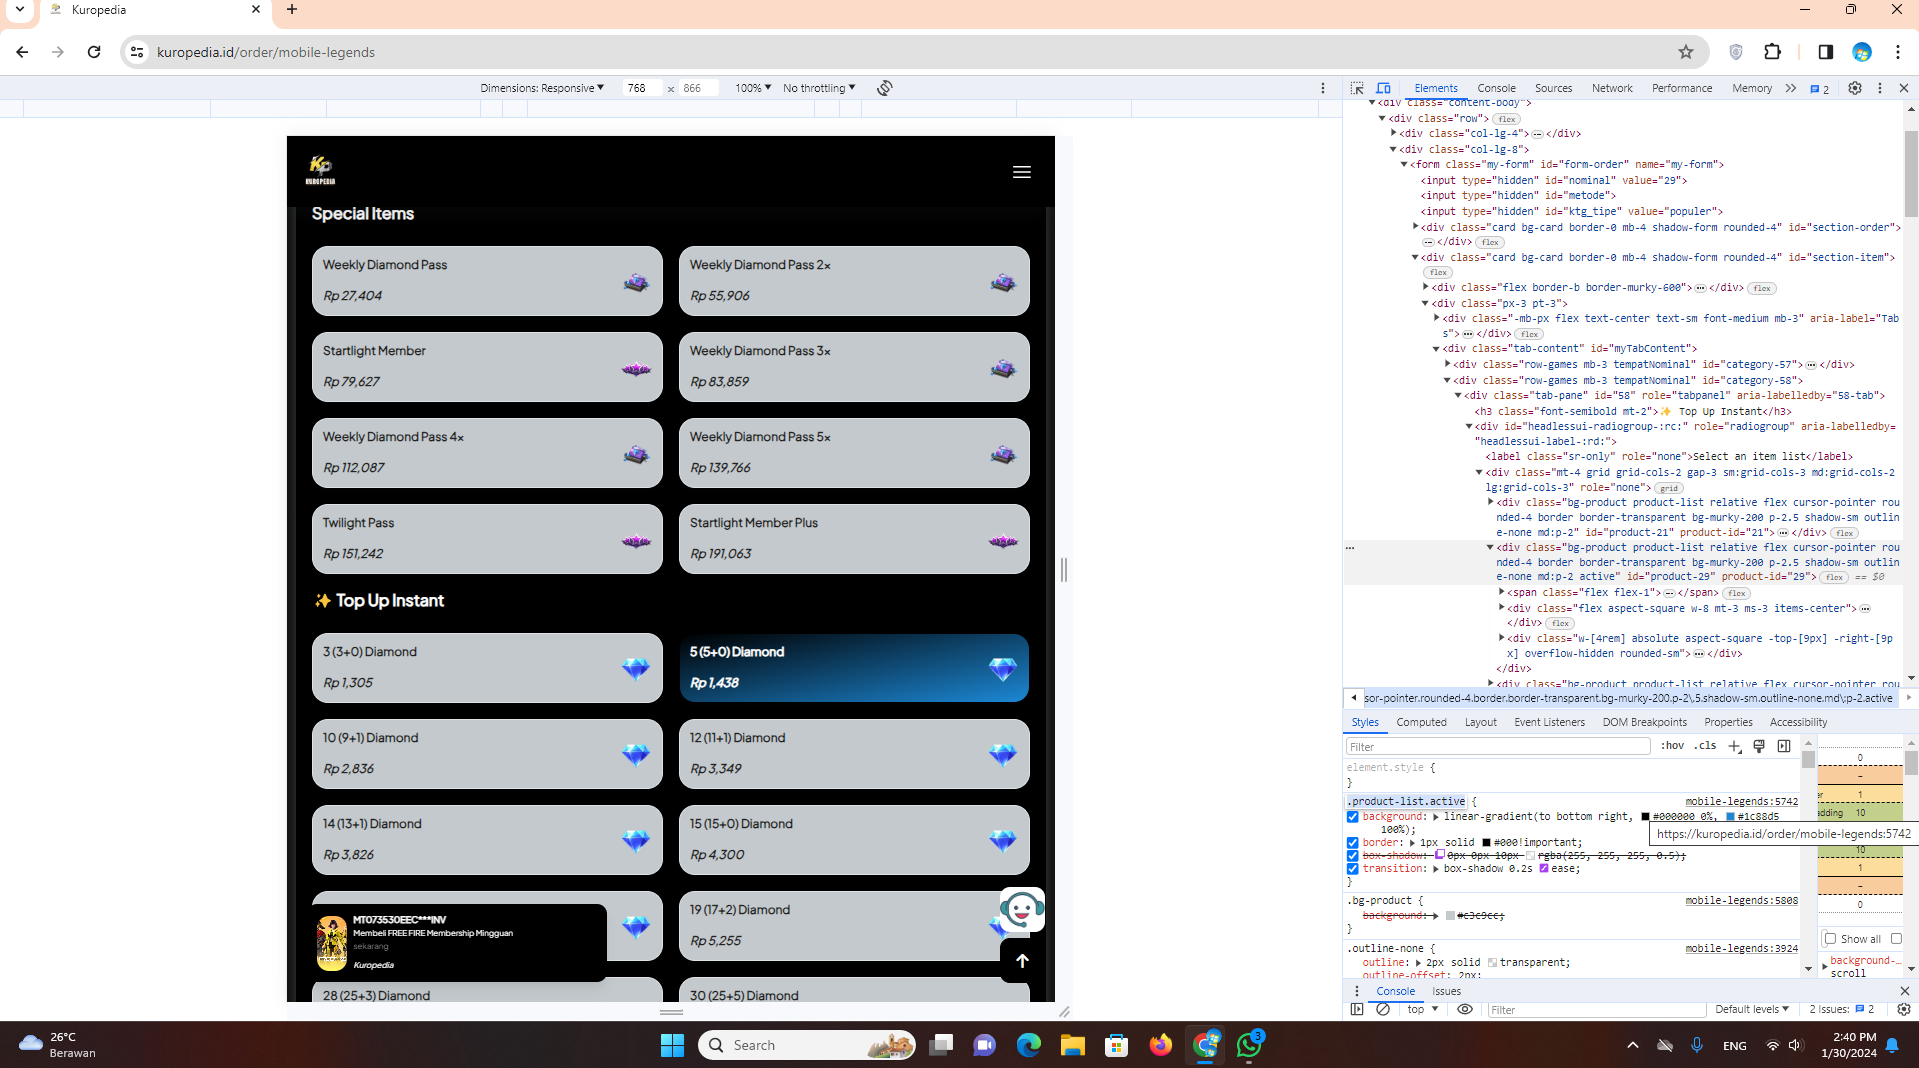 Kuropedia
kuropedia.id/order/mobile-legends
Dimensions: Responsive
768 × 866
100%
No throttling
Elements
Console
Sources
Network
Performance
Memory
2
KUROPEDIA
Special Items
Weekly Diamond Pass
Rp 27,404
Weekly Diamond Pass 2×
Rp 55,906
Startlight Member
Rp 79,627
Weekly Diamond Pass 3×
Rp 83,859
Weekly Diamond Pass 4×
Rp 112,087
Weekly Diamond Pass 5×
Rp 139,766
Twilight Pass
Rp 151,242
Startlight Member Plus
Rp 191,063
✨ Top Up Instant
3 (3+0) Diamond
Rp 1,305
5 (5+0) Diamond
Rp 1,438
10 (9+1) Diamond
Rp 2,836
12 (11+1) Diamond
Rp 3,349
14 (13+1) Diamond
Rp 3,826
15 (15+0) Diamond
Rp 4,300
19 (17+2) Diamond
Rp 5,255
MT073530EEC***INV
Membeli FREE FIRE Membership Mingguan
sekarang
Kuropedia
28 (25+3) Diamond
30 (25+5) Diamond
<div class="content-body">
<div class="row"> flex
<div class="col-lg-4"> </div>
<div class="col-lg-8">
<form class="my-form" id="form-order" name="my-form">
<input type="hidden" id="nominal" value="29">
<input type="hidden" id="metode">
<input type="hidden" id="ktg_tipe" value="populer">
<div class="card bg-card border-0 mb-4 shadow-form rounded-4" id="section-order">
</div> flex
<div class="card bg-card border-0 mb-4 shadow-form rounded-4" id="section-item">
flex
<div class="flex border-b border-murky-600"> </div> flex
<div class="px-3 pt-3">
<div class="-mb-px flex text-center text-sm font-medium mb-3" aria-label="Tab
s"> </div> flex
<div class="tab-content" id="myTabContent">
<div class="row-games mb-3 tempatNominal" id="category-57"> </div>
<div class="row-games mb-3 tempatNominal" id="category-58">
<div class="tab-pane" id="58" role="tabpanel" aria-labelledby="58-tab">
<h3 class="font-semibold mt-2">✨ Top Up Instant</h3>
<div id="headlessui-radiogroup-:rc:" role="radiogroup" aria-labelledby=
"headlessui-label-:rd:">
<label class="sr-only" role="none">Select an item list</label>
<div class="mt-4 grid grid-cols-2 gap-3 sm:grid-cols-3 md:grid-cols-2
lg:grid-cols-3" role="none"> grid
<div class="bg-product product-list relative flex cursor-pointer rou
nded-4 border border-transparent bg-murky-200 p-2.5 shadow-sm outlin
e-none md:p-2" id="product-21" product-id="21"> </div> flex
<div class="bg-product product-list relative flex cursor-pointer rou
nded-4 border border-transparent bg-murky-200 p-2.5 shadow-sm outlin
e-none md:p-2 active" id="product-29" product-id="29"> flex == $0
<span class="flex flex-1"> </span> flex
<div class="flex aspect-square w-8 mt-3 ms-3 items-center">
</div> flex
<div class="w-[4rem] absolute aspect-square -top-[9px] -right-[9p
x] overflow-hidden rounded-sm"> </div>
</div>
<div class="bg-product product-list relative flex cursor-pointer rou
sor-pointer.rounded-4.border.border-transparent.bg-murky-200.p-2\.5.shadow-sm.outline-none.md\:p-2.active
Styles
Computed
Layout
Event Listeners
DOM Breakpoints
Properties
Accessibility
Filter
:hov .cls
element.style {
}
.product-list.active {
mobile-legends:5742
background: linear-gradient(to bottom right, #000000 0%, #1c88d5
100%);
https://kuropedia.id/order/mobile-legends:5742
border: 1px solid #000!important;
box-shadow: 0px 0px 10px rgba(255, 255, 255, 0.5);
transition: box-shadow 0.2s ease;
}
.bg-product {
mobile-legends:5808
background: #c3c9cc;
}
.outline-none {
mobile-legends:3924
outline: 2px solid transparent;
outline-offset: 2px;
0
–
er 1
adding 10
10
1
–
0
Show all
background-...
scroll
Console
Issues
top
Filter
Default levels
2 Issues: 2
26°C
Berawan
Search
3
ENG
2:40 PM
1/30/2024